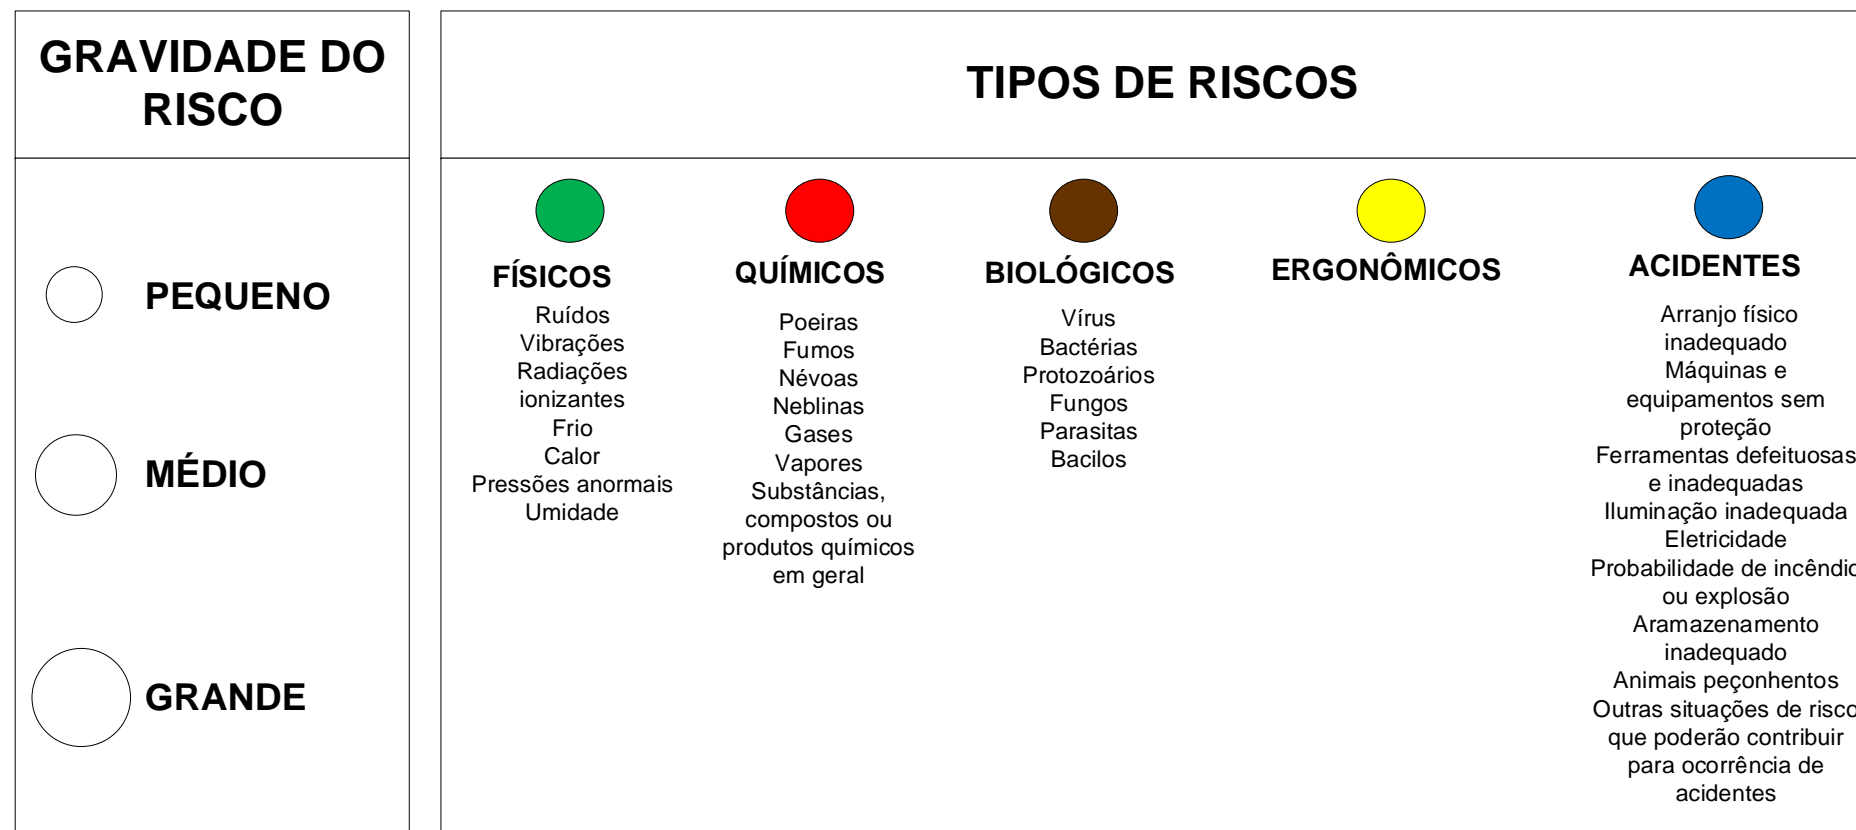 GRAVIDADE DO
RISCO
PEQUENO
MÉDIO
GRANDE
TIPOS DE RISCOS
FÍSICOS
Ruídos
Vibrações
Radiações
ionizantes
Frio
Calor
Pressões anormais
Umidade
QUÍMICOS
Poeiras
Fumos
Névoas
Neblinas
Gases
Vapores
Substâncias,
compostos ou
produtos químicos
em geral
BIOLÓGICOS
Vírus
Bactérias
Protozoários
Fungos
Parasitas
Bacilos
ERGONÔMICOS
ACIDENTES
Arranjo físico
inadequado
Máquinas e
equipamentos sem
proteção
Ferramentas defeituosas
e inadequadas
Iluminação inadequada
Eletricidade
Probabilidade de incêndio
ou explosão
Aramazenamento
inadequado
Animais peçonhentos
Outras situações de risco
que poderão contribuir
para ocorrência de
acidentes